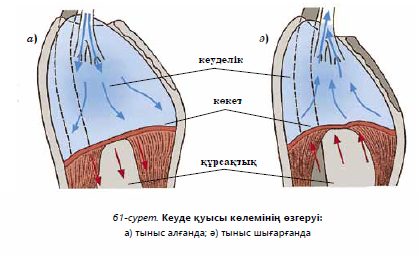 а)
ә)
кеуделік
көкет
құрсақтық
61-сурет. Кеуде қуысы көлемінің өзгеруі:
а) тыныс алғанда; ә) тыныс шығарғанда